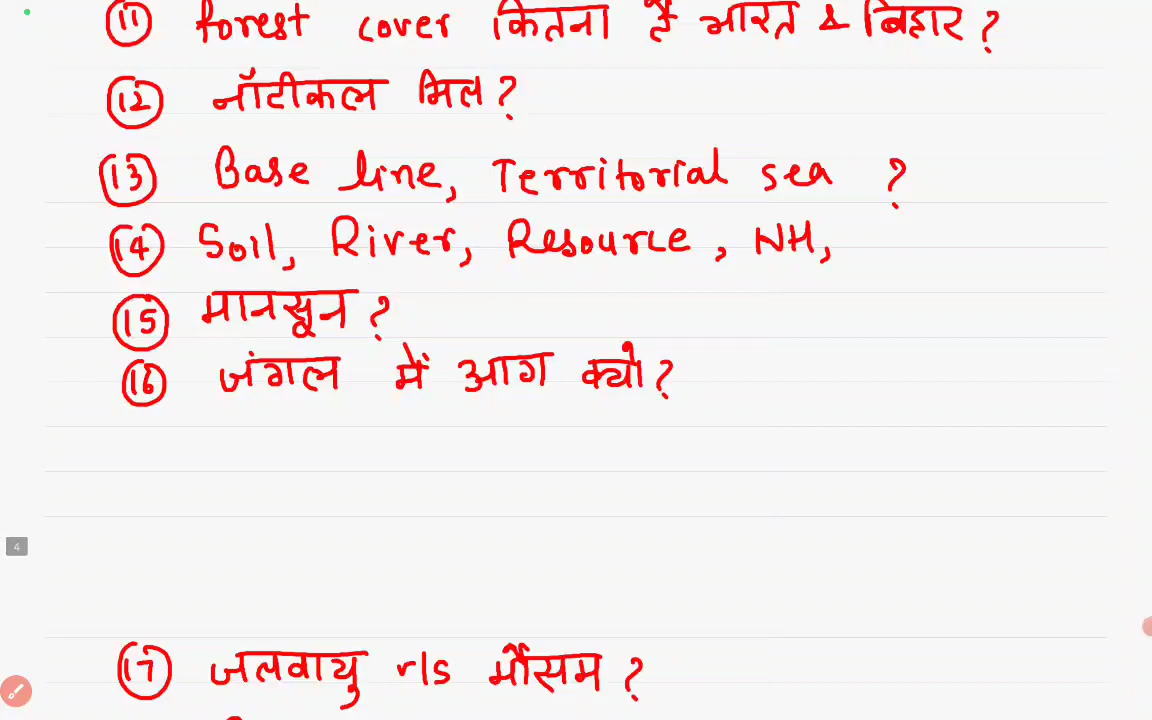 (11) forest cover कितना है भारत & बिहार ?
(12) नॉटीकल मिल ?
(13) Base line, Territorial sea ?
(14) Soil, River, Resource, NH,
(15) मानसून ?
(16) जंगल में आग क्यो ?
4
(17) जलवायु v/s मौसम ?